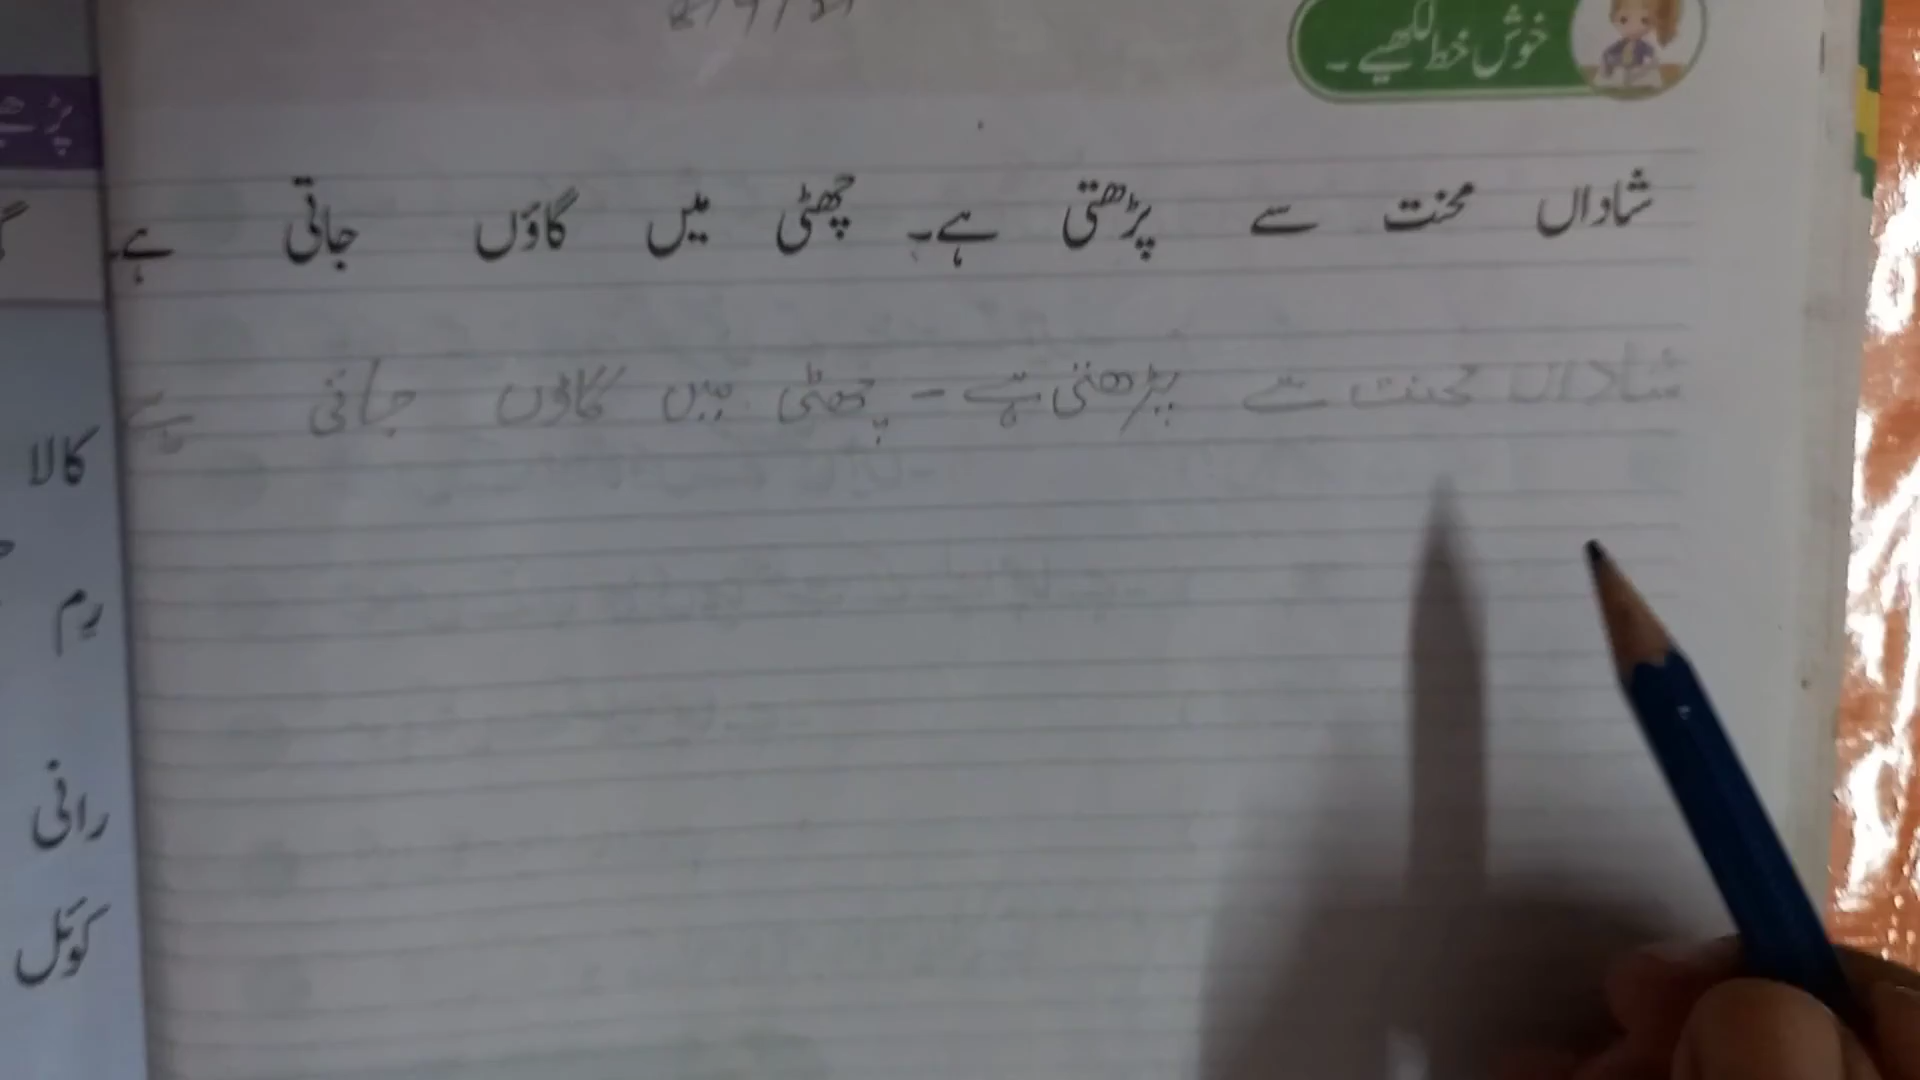 خوش خط لکھیے ۔
شاداں محنت سے پڑھتی ہے۔ چھٹی میں گاؤں جاتی ہے۔
شاداں محنت سے پڑھتی ہے - چھٹی میں گاؤں جاتی ہے
کالا
رانی
کوئل